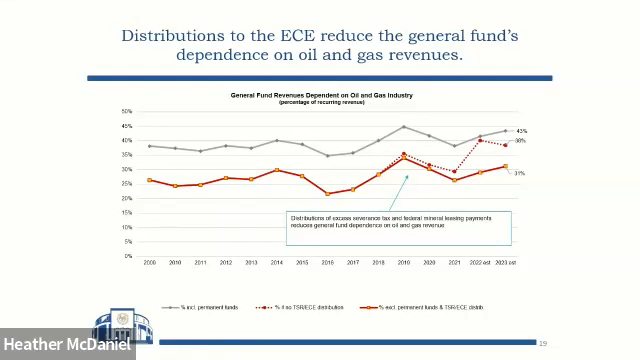 Distributions to the ECE reduce the general fund's
dependence on oil and gas revenues.
General Fund Revenues Dependent on Oil and Gas Industry
(percentage of recurring revenue)
50%
45%
40%
35%
30%
25%
20%
15%
10%
5%
0%
43%
38%
31%
Distributions of excess severance tax and federal mineral leasing payments
reduces general fund dependence on oil and gas revenue
2009 2010 2011 2012 2013 2014 2015 2016 2017 2018 2019 2020 2021 2022 est 2023 est
% incl. permanent funds % if no TSR/ECE distribution % excl. permanent funds & TSR/ECE distrib.
Heather McDaniel
19